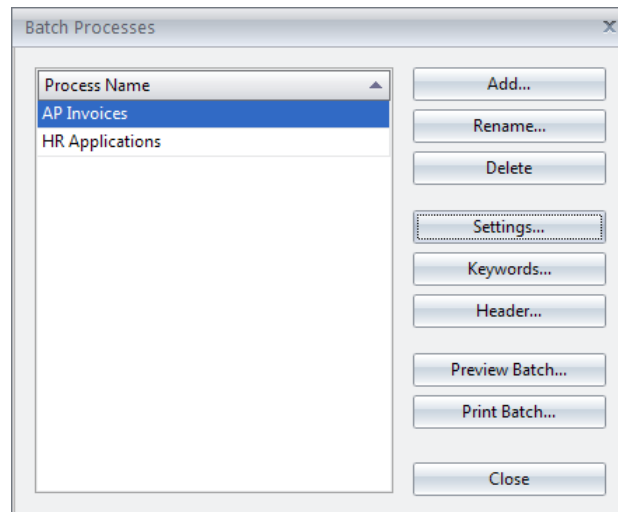 Batch Processes
Process Name
AP Invoices
HR Applications
Add...
Rename...
Delete
Settings...
Keywords...
Header...
Preview Batch...
Print Batch...
Close